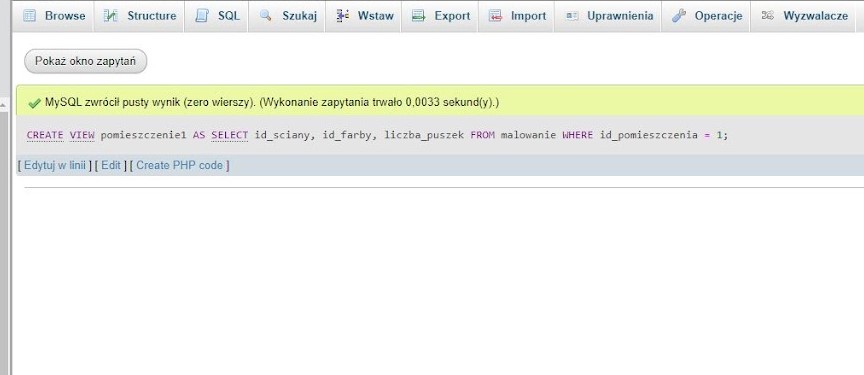 Browse Structure SQL Szukaj Wstaw Export Import Uprawnienia Operacje Wyzwalacze
Pokaż okno zapytań
MySQL zwrócił pusty wynik (zero wierszy). (Wykonanie zapytania trwało 0,0033 sekund(y).)
CREATE VIEW pomieszczenie1 AS SELECT id_sciany, id_farby, liczba_puszek FROM malowanie WHERE id_pomieszczenia = 1;
[ Edytuj w linii ] [ Edit ] [ Create PHP code ]